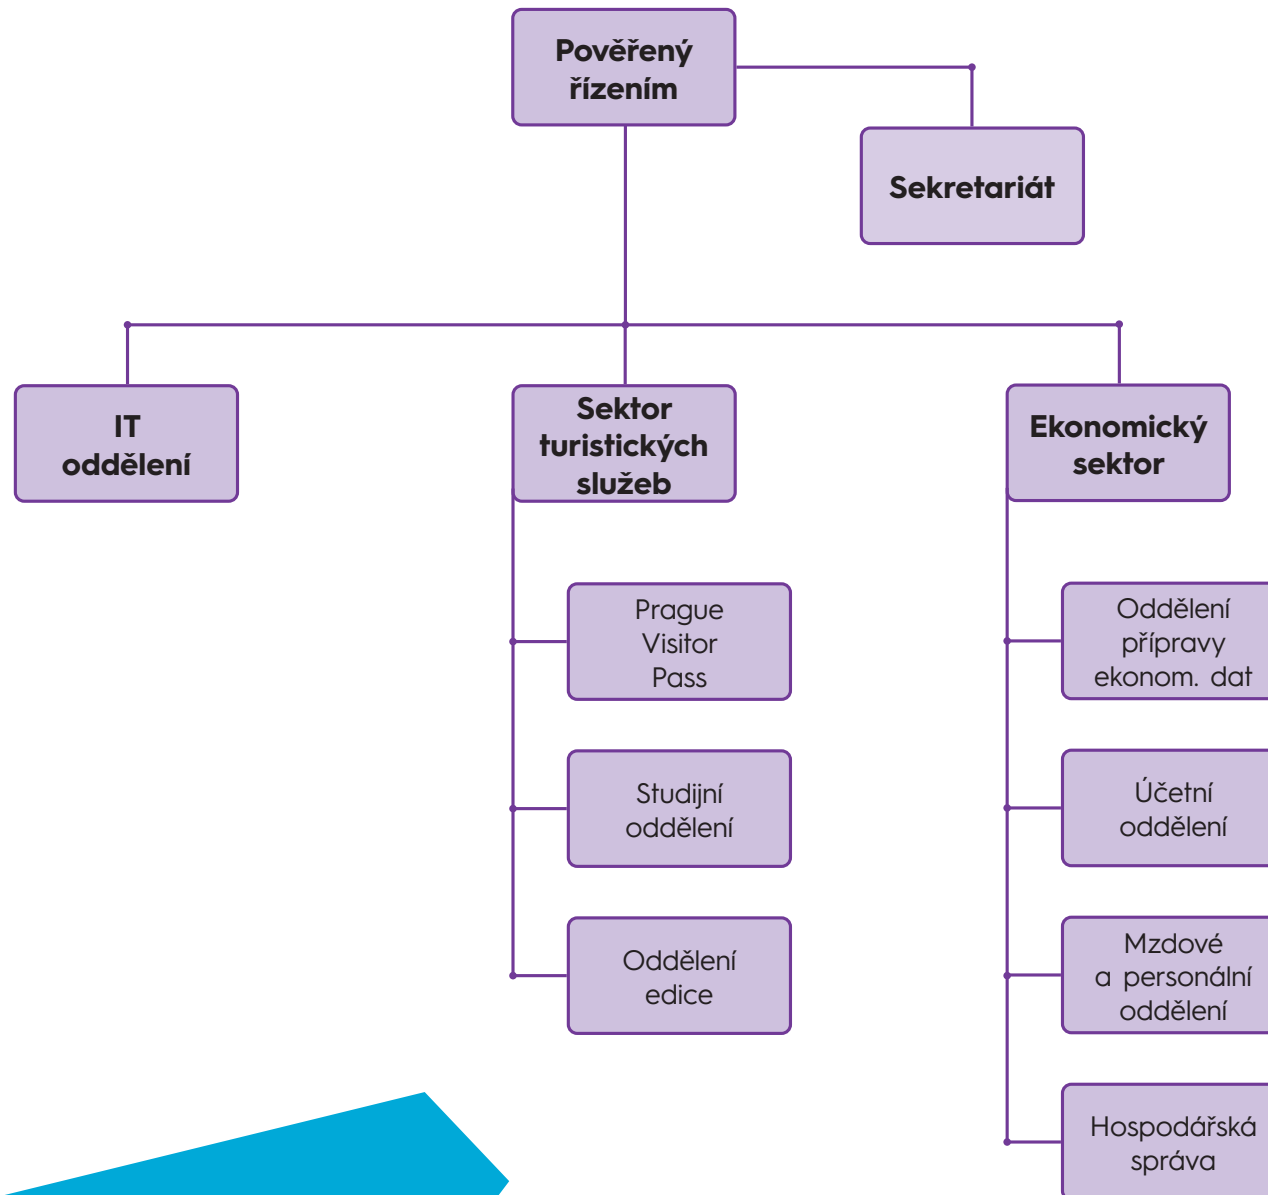 Pověřený
řízením
Sekretariát
IT
oddělení
Sektor
turistických
služeb
Ekonomický
sektor
Prague
Visitor
Pass
Studijní
oddělení
Oddělení
edice
Oddělení
přípravy
ekonom. dat
Účetní
oddělení
Mzdové
a personální
oddělení
Hospodářská
správa